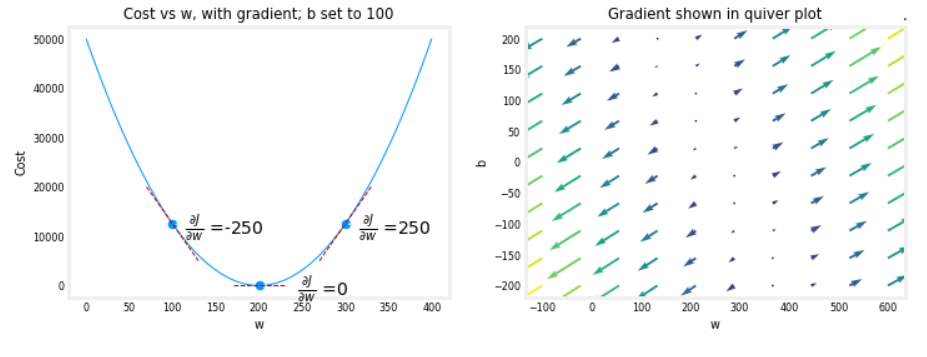 Cost vs w, with gradient; b set to 100
50000
40000
30000
20000
10000
0
Cost
∂J/∂w =-250
∂J/∂w =250
∂J/∂w =0
0 50 100 150 200 250 300 350 400
w
Gradient shown in quiver plot
200
150
100
50
0
−50
−100
−150
−200
b
−100 0 100 200 300 400 500 600
w